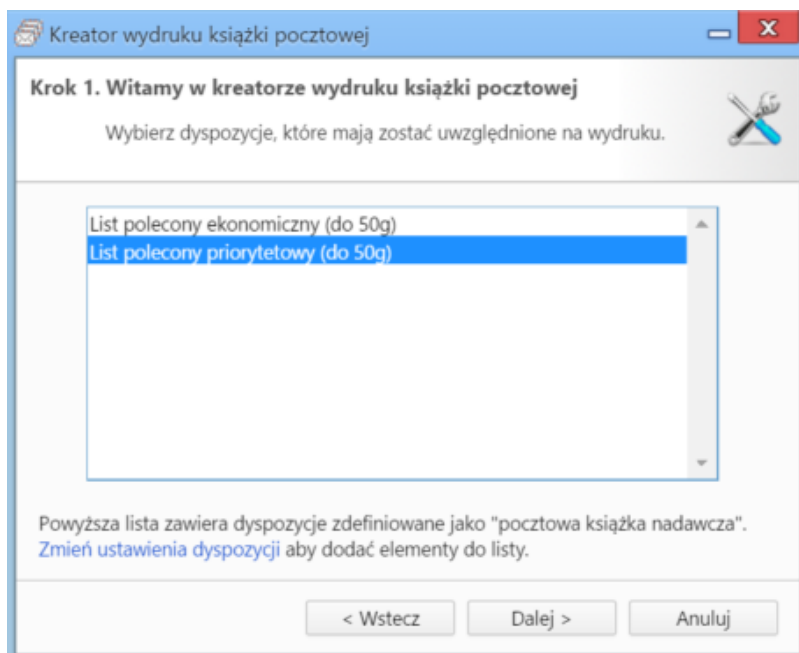 Kreator wydruku książki pocztowej
Krok 1. Witamy w kreatorze wydruku książki pocztowej
Wybierz dyspozycje, które mają zostać uwzględnione na wydruku.
List polecony ekonomiczny (do 50g)
List polecony priorytetowy (do 50g)
Powyższa lista zawiera dyspozycje zdefiniowane jako "pocztowa książka nadawcza".
Zmień ustawienia dyspozycji aby dodać elementy do listy.
< Wstecz Dalej > Anuluj